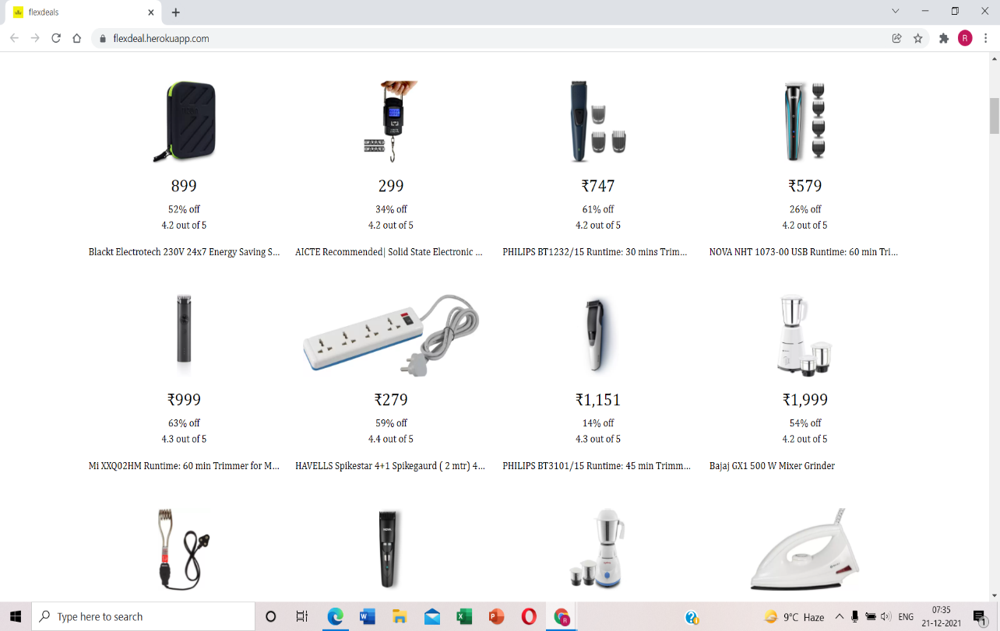 flexdeals
flexdeal.herokuapp.com
R
899
299
₹747
₹579
52% off
34% off
61% off
26% off
4.2 out of 5
4.2 out of 5
4.2 out of 5
4.2 out of 5
Blackt Electrotech 230V 24x7 Energy Saving S...
AICTE Recommended| Solid State Electronic ...
PHILIPS BT1232/15 Runtime: 30 mins Trim...
NOVA NHT 1073-00 USB Runtime: 60 min Tri...
₹999
₹279
₹1,151
₹1,999
63% off
59% off
14% off
54% off
4.3 out of 5
4.4 out of 5
4.3 out of 5
4.2 out of 5
Mi XXQ02HM Runtime: 60 min Trimmer for M...
HAVELLS Spikestar 4+1 Spikegaurd ( 2 mtr) 4...
PHILIPS BT3101/15 Runtime: 45 min Trimm...
Bajaj GX1 500 W Mixer Grinder
Type here to search
9°C Haze
ENG
07:35
21-12-2021
1